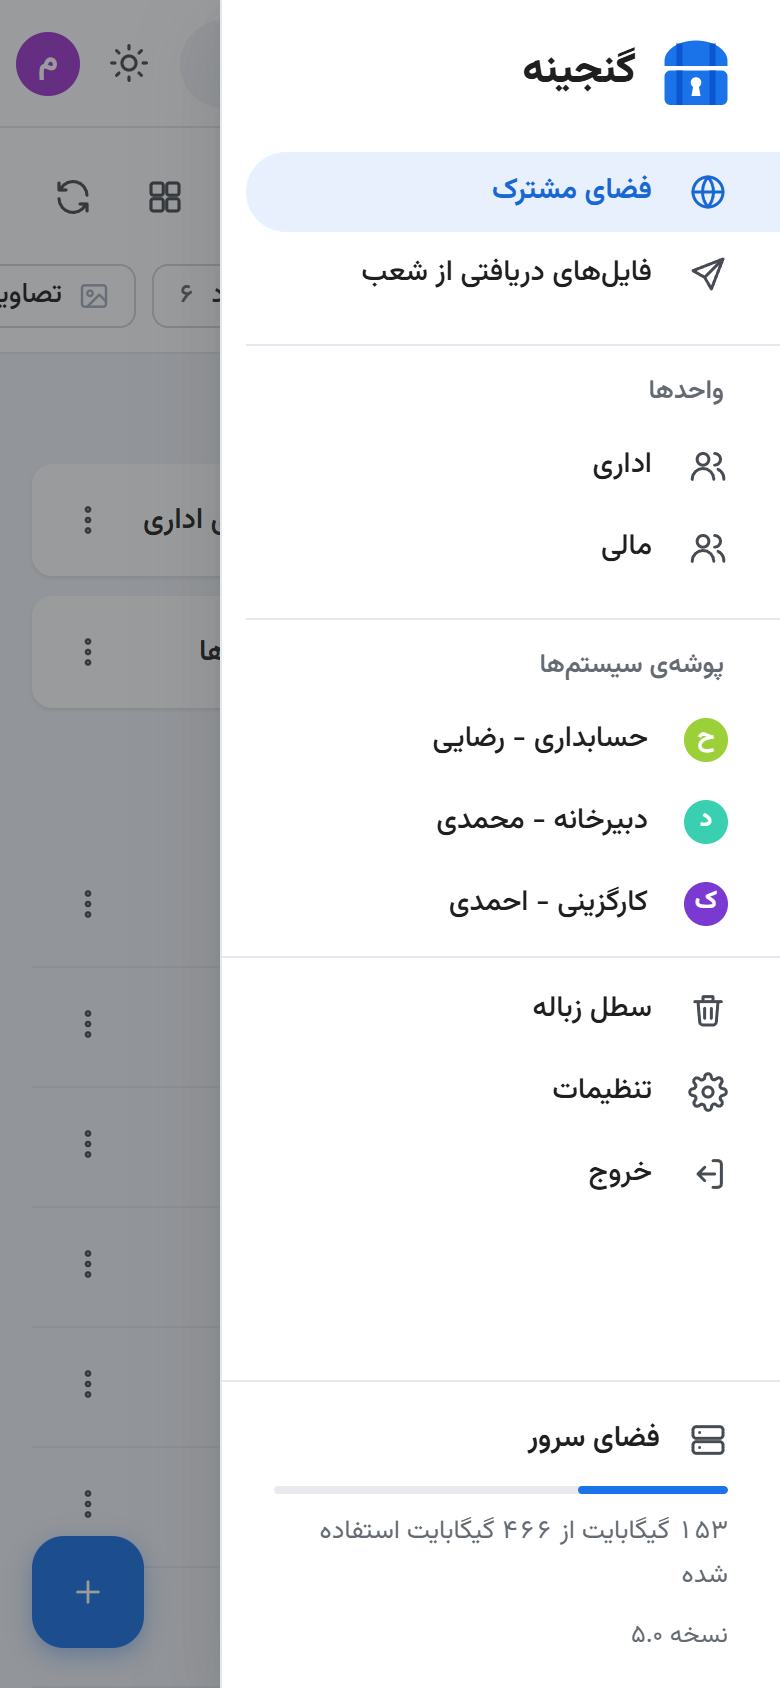 گنجینه
فضای مشترک
فایل‌های دریافتی از شعب
واحدها
اداری
مالی
پوشه‌ی سیستم‌ها
ح
حسابداری - رضایی
د
دبیرخانه - محمدی
ک
کارگزینی - احمدی
سطل زباله
تنظیمات
خروج
فضای سرور
۱۵۳ گیگابایت از ۴۶۶ گیگابایت استفاده
شده
نسخه ۵.۰
م
۶
اداری